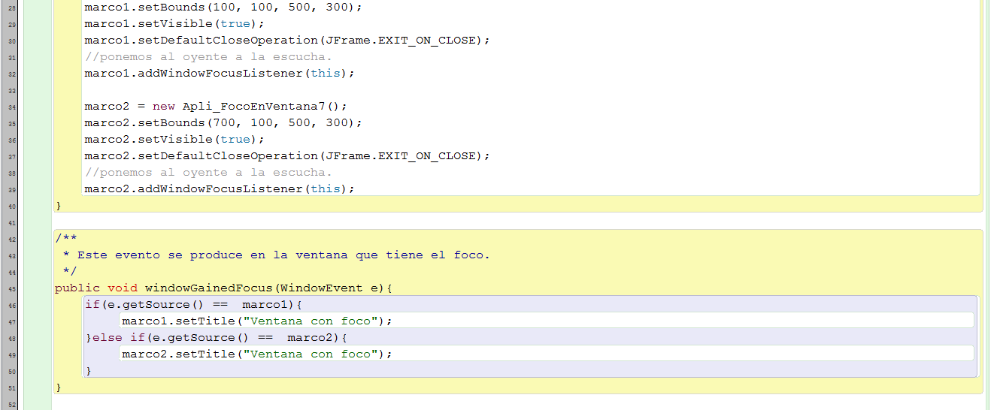 28 marco1.setBounds(100, 100, 500, 300);
29 marco1.setVisible(true);
30 marco1.setDefaultCloseOperation(JFrame.EXIT_ON_CLOSE);
31 //ponemos al oyente a la escucha.
32 marco1.addWindowFocusListener(this);
33
34 marco2 = new Apli_FocoEnVentana7();
35 marco2.setBounds(700, 100, 500, 300);
36 marco2.setVisible(true);
37 marco2.setDefaultCloseOperation(JFrame.EXIT_ON_CLOSE);
38 //ponemos al oyente a la escucha.
39 marco2.addWindowFocusListener(this);
40 }
41
42 /**
43 * Este evento se produce en la ventana que tiene el foco.
44 */
45 public void windowGainedFocus(WindowEvent e){
46 if(e.getSource() ==  marco1){
47 marco1.setTitle("Ventana con foco");
48 }else if(e.getSource() ==  marco2){
49 marco2.setTitle("Ventana con foco");
50 }
51 }
52